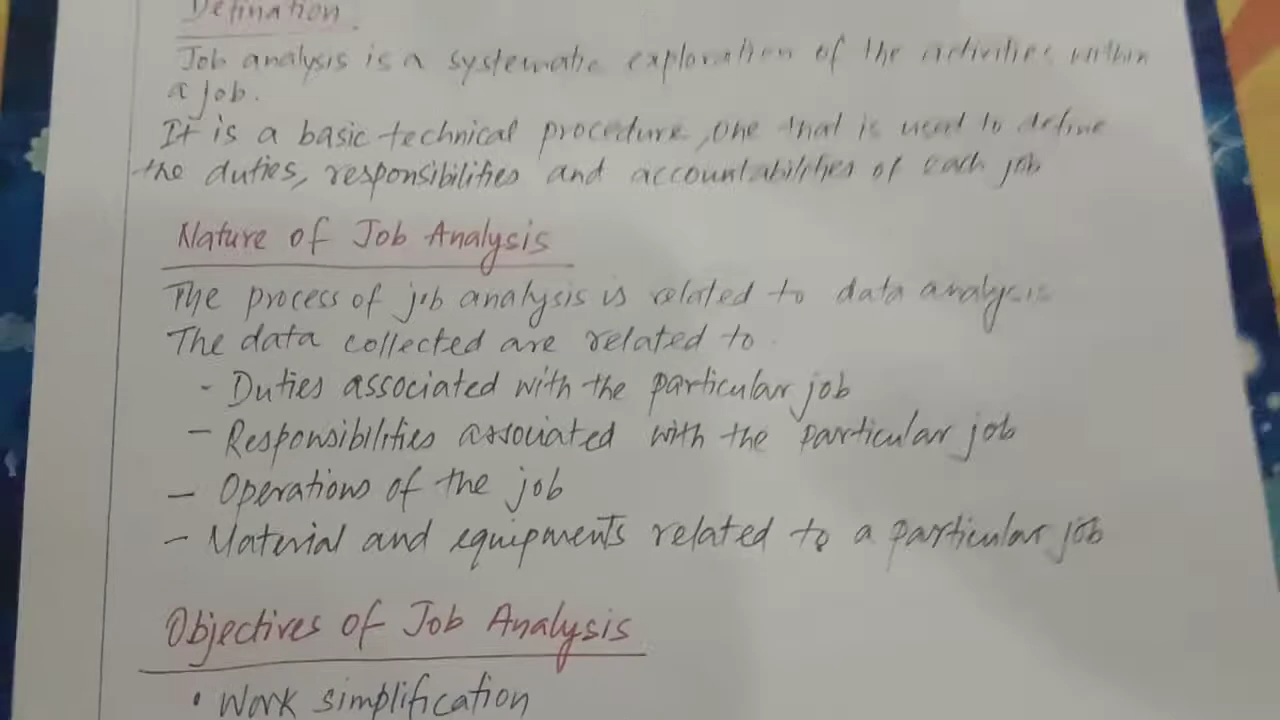 Defination
Job analysis is a systematic exploration of the activities within
a job.
It is a basic technical procedure, one that is used to define
the duties, responsibilities and accountabilities of each job
Nature of Job Analysis
The process of job analysis is related to data analysis
The data collected are related to
- Duties associated with the particular job
- Responsibilities associated with the particular job
- Operations of the job
- Material and equipments related to a particular job
Objectives of Job Analysis
• Work simplification